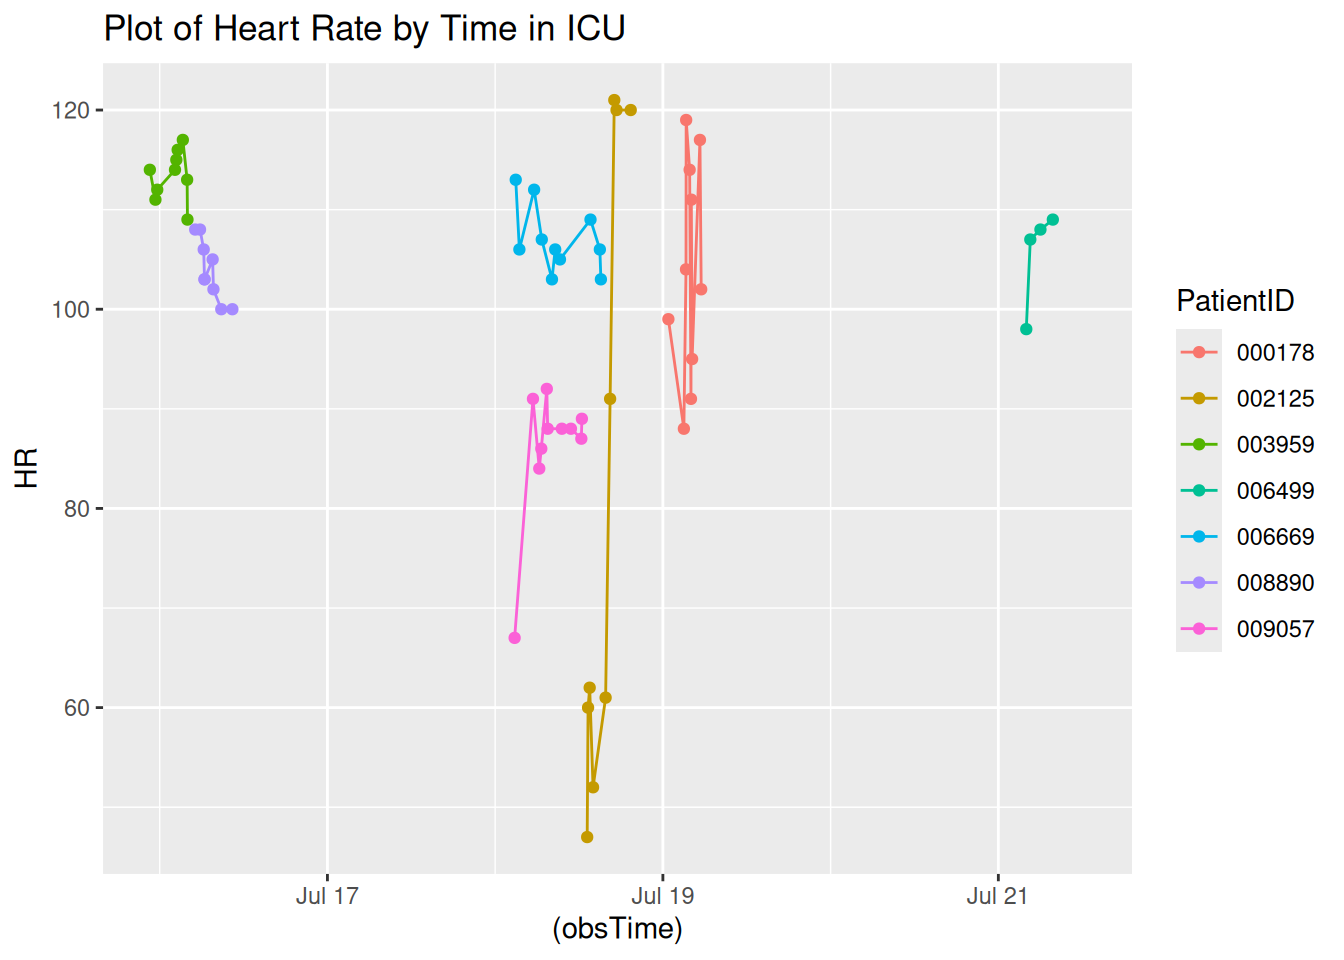 Plot of Heart Rate by Time in ICU
120
100
80
60
HR
Jul 17
Jul 19
Jul 21
(obsTime)
PatientID
000178
002125
003959
006499
006669
008890
009057